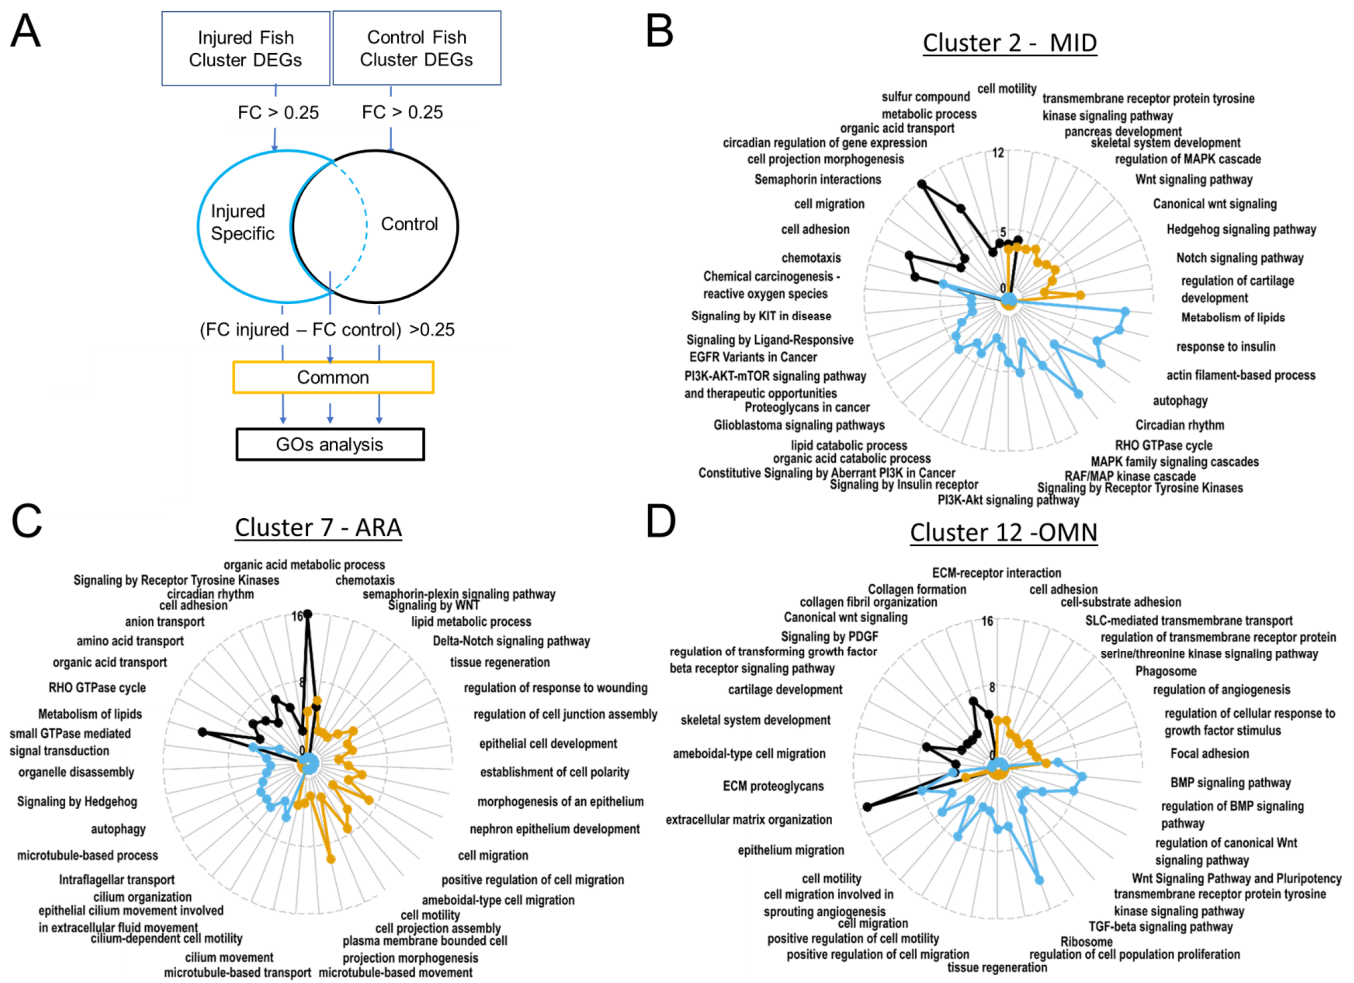 A
Injured Fish
Cluster DEGs
Control Fish
Cluster DEGs
FC > 0.25
FC > 0.25
Injured
Specific
Control
(FC injured – FC control) >0.25
Common
GOs analysis
B
Cluster 2 - MID
cell motility
sulfur compound
metabolic process
organic acid transport
circadian regulation of gene expression
cell projection morphogenesis
Semaphorin interactions
cell migration
cell adhesion
chemotaxis
Chemical carcinogenesis -
reactive oxygen species
Signaling by KIT in disease
Signaling by Ligand-Responsive
EGFR Variants in Cancer
PI3K-AKT-mTOR signaling pathway
and therapeutic opportunities
Proteoglycans in cancer
Glioblastoma signaling pathways
lipid catabolic process
organic acid catabolic process
Constitutive Signaling by Aberrant PI3K in Cancer
Signaling by Insulin receptor
PI3K-Akt signaling pathway
transmembrane receptor protein tyrosine
kinase signaling pathway
pancreas development
skeletal system development
regulation of MAPK cascade
Wnt signaling pathway
Canonical wnt signaling
Hedgehog signaling pathway
Notch signaling pathway
regulation of cartilage
development
Metabolism of lipids
response to insulin
actin filament-based process
autophagy
Circadian rhythm
RHO GTPase cycle
MAPK family signaling cascades
RAF/MAP kinase cascade
Signaling by Receptor Tyrosine Kinases
12
5
0
C
Cluster 7 - ARA
organic acid metabolic process
Signaling by Receptor Tyrosine Kinases
circadian rhythm
cell adhesion
anion transport
amino acid transport
organic acid transport
RHO GTPase cycle
Metabolism of lipids
small GTPase mediated
signal transduction
organelle disassembly
Signaling by Hedgehog
autophagy
microtubule-based process
Intraflagellar transport
cilium organization
epithelial cilium movement involved
in extracellular fluid movement
cilium-dependent cell motility
cilium movement
microtubule-based transport
chemotaxis
semaphorin-plexin signaling pathway
Signaling by WNT
lipid metabolic process
Delta-Notch signaling pathway
tissue regeneration
regulation of response to wounding
regulation of cell junction assembly
epithelial cell development
establishment of cell polarity
morphogenesis of an epithelium
nephron epithelium development
cell migration
positive regulation of cell migration
ameboidal-type cell migration
cell motility
cell projection assembly
plasma membrane bounded cell
projection morphogenesis
microtubule-based movement
16
8
0
D
Cluster 12 -OMN
ECM-receptor interaction
Collagen formation
collagen fibril organization
Canonical wnt signaling
Signaling by PDGF
regulation of transforming growth factor
beta receptor signaling pathway
cartilage development
skeletal system development
ameboidal-type cell migration
ECM proteoglycans
extracellular matrix organization
epithelium migration
cell motility
cell migration involved in
sprouting angiogenesis
cell migration
positive regulation of cell motility
positive regulation of cell migration
tissue regeneration
cell adhesion
cell-substrate adhesion
SLC-mediated transmembrane transport
regulation of transmembrane receptor protein
serine/threonine kinase signaling pathway
Phagosome
regulation of angiogenesis
regulation of cellular response to
growth factor stimulus
Focal adhesion
BMP signaling pathway
regulation of BMP signaling
pathway
regulation of canonical Wnt
signaling pathway
Wnt Signaling Pathway and Pluripotency
transmembrane receptor protein tyrosine
kinase signaling pathway
TGF-beta signaling pathway
Ribosome
regulation of cell population proliferation
16
8
0